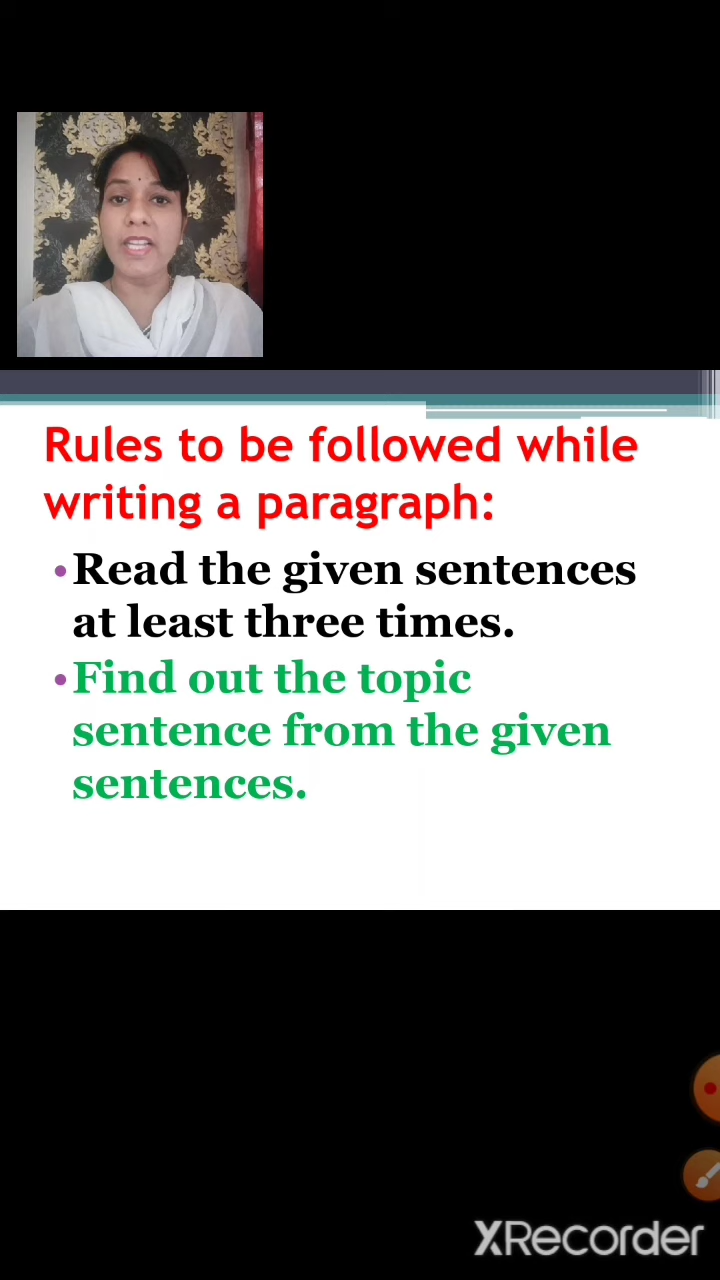 Rules to be followed while
writing a paragraph:
•Read the given sentences
at least three times.
•Find out the topic
sentence from the given
sentences.
XRecorder